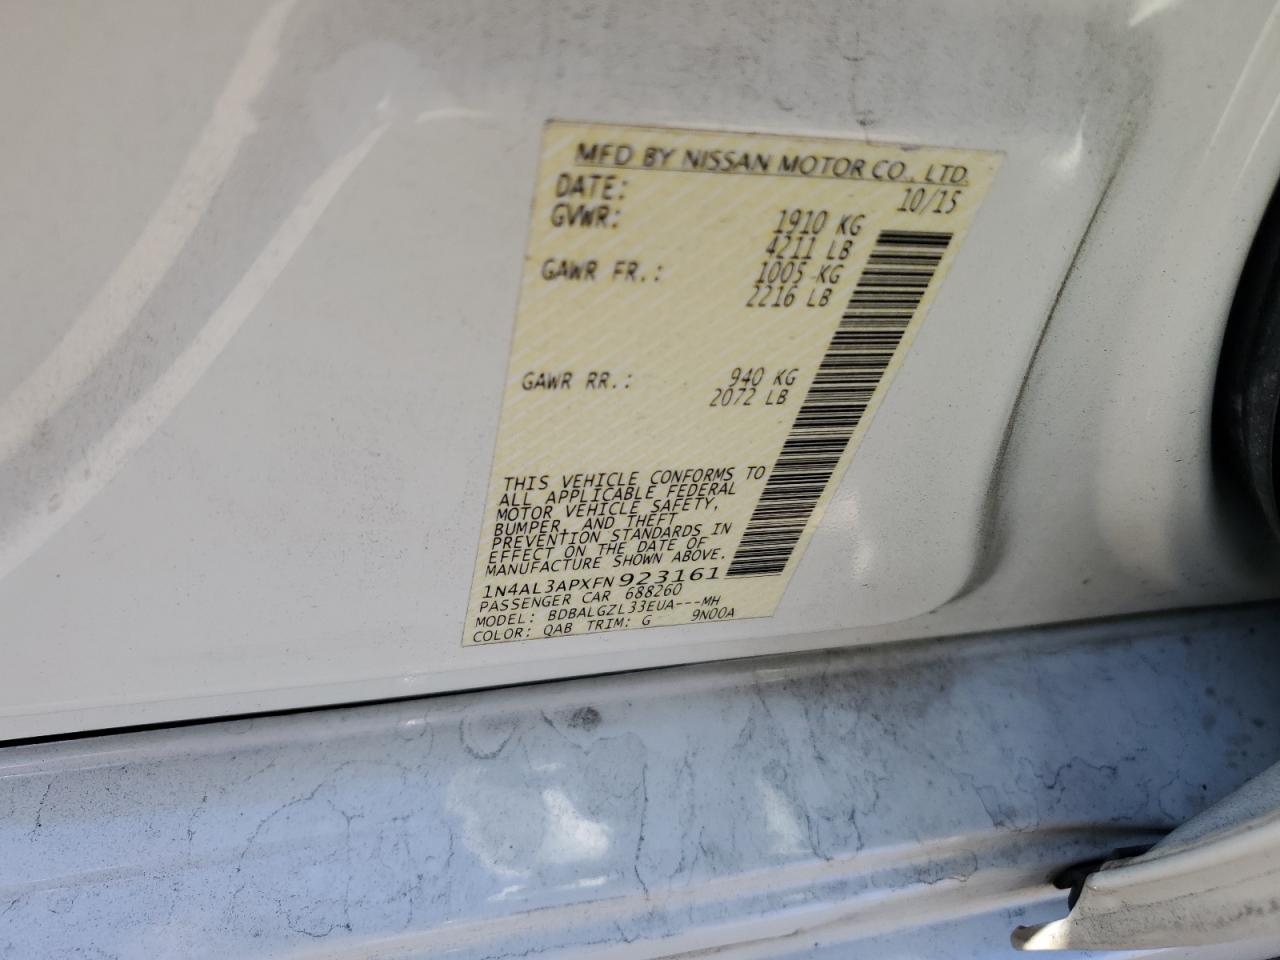 MFD BY NISSAN MOTOR CO., LTD.
DATE: 10/15
GVWR: 1910 KG
4211 LB
GAWR FR.: 1005 KG
2216 LB
GAWR RR.: 940 KG
2072 LB
THIS VEHICLE CONFORMS TO
ALL APPLICABLE FEDERAL
MOTOR VEHICLE SAFETY,
BUMPER, AND THEFT
PREVENTION STANDARDS IN
EFFECT ON THE DATE OF
MANUFACTURE SHOWN ABOVE.
1N4AL3APXFN923161
PASSENGER CAR 688260
MODEL: BDBALGZL33EUA---MH
COLOR: QAB TRIM: G 9N00A